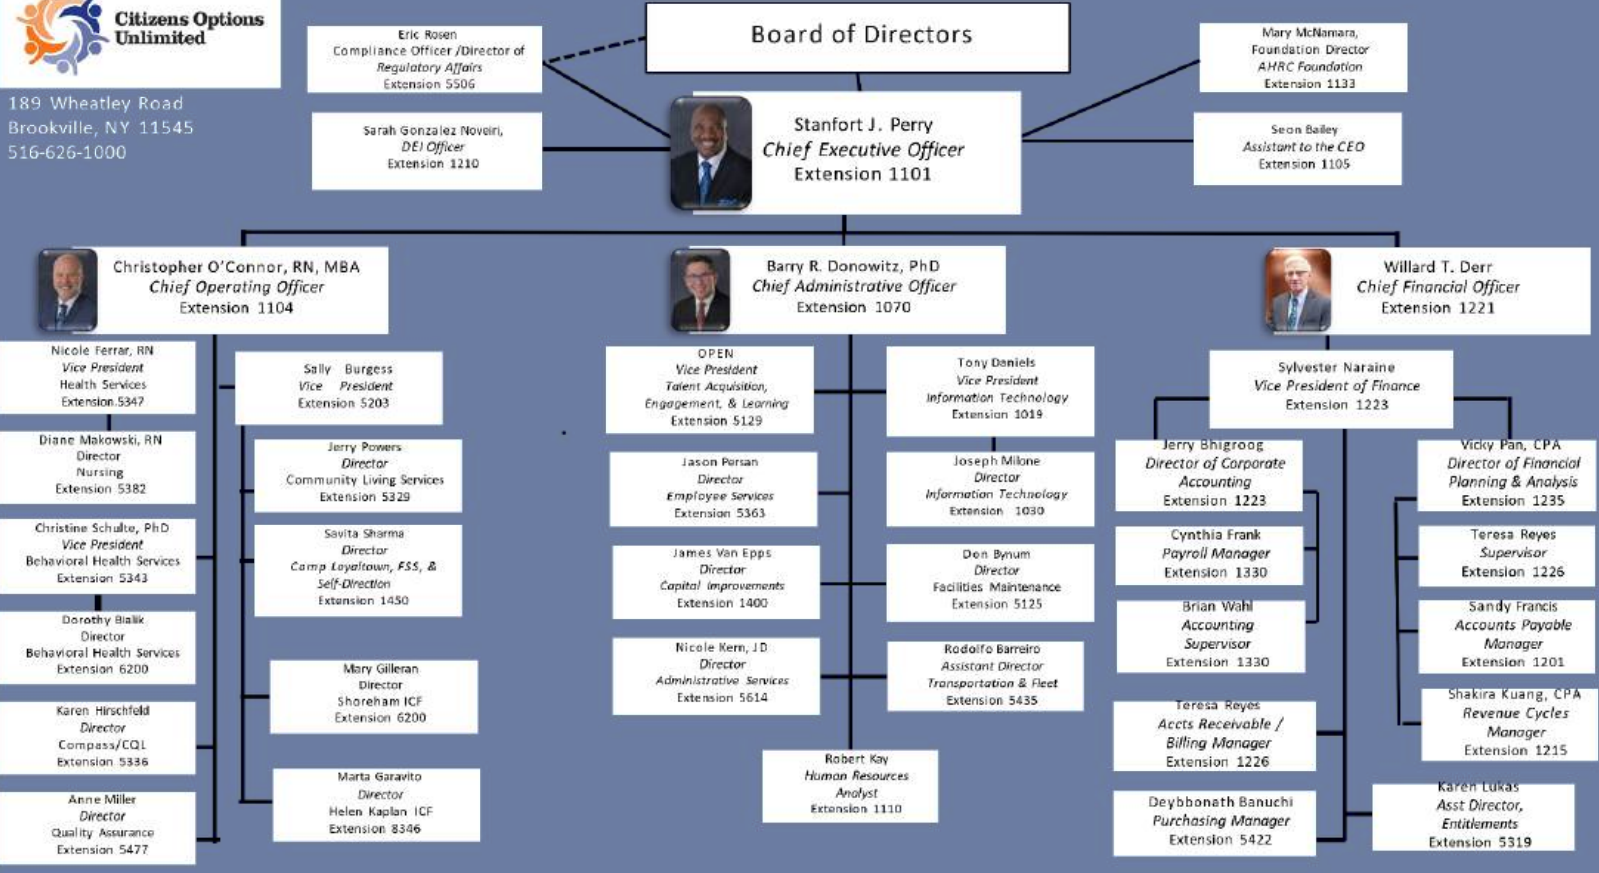 Citizens Options
Unlimited
189 Wheatley Road
Brookville, NY 11545
516-626-1000
Eric Rosen
Compliance Officer /Director of
Regulatory Affairs
Extension 5506
Sarah Gonzalez Noveiri,
DEI Officer
Extension 1210
Board of Directors
Stanfort J. Perry
Chief Executive Officer
Extension 1101
Mary McNamara,
Foundation Director
AHRC Foundation
Extension 1133
Seon Bailey
Assistant to the CEO
Extension 1105
Christopher O'Connor, RN, MBA
Chief Operating Officer
Extension 1104
Barry R. Donowitz, PhD
Chief Administrative Officer
Extension 1070
Willard T. Derr
Chief Financial Officer
Extension 1221
Nicole Ferrar, RN
Vice President
Health Services
Extension.5347
Diane Makowski, RN
Director
Nursing
Extension 5382
Christine Schulte, PhD
Vice President
Behavioral Health Services
Extension 5343
Dorothy Bialik
Director
Behavioral Health Services
Extension 6200
Karen Hirschfeld
Director
Compass/CQL
Extension 5336
Anne Miller
Director
Quality Assurance
Extension 5477
Sally Burgess
Vice President
Extension 5203
Jerry Powers
Director
Community Living Services
Extension 5329
Savita Sharma
Director
Camp Loyaltown, FSS, &
Self-Direction
Extension 1450
Mary Gilleran
Director
Shoreham ICF
Extension 6200
Marta Garavito
Director
Helen Kaplan ICF
Extension 8346
OPEN
Vice President
Talent Acquisition,
Engagement, & Learning
Extension 5129
Jason Persan
Director
Employee Services
Extension 5363
James Van Epps
Director
Capital Improvements
Extension 1400
Nicole Kern, JD
Director
Administrative Services
Extension 5614
Tony Daniels
Vice President
Information Technology
Extension 1019
Joseph Milone
Director
Information Technology
Extension 1030
Don Bynum
Director
Facilities Maintenance
Extension 5125
Rodolfo Barreiro
Assistant Director
Transportation & Fleet
Extension 5435
Robert Kay
Human Resources
Analyst
Extension 1110
Sylvester Naraine
Vice President of Finance
Extension 1223
Jerry Bhigroog
Director of Corporate
Accounting
Extension 1223
Cynthia Frank
Payroll Manager
Extension 1330
Brian Wahl
Accounting
Supervisor
Extension 1330
Teresa Reyes
Accts Receivable /
Billing Manager
Extension 1226
Deybbonath Banuchi
Purchasing Manager
Extension 5422
Vicky Pan, CPA
Director of Financial
Planning & Analysis
Extension 1235
Teresa Reyes
Supervisor
Extension 1226
Sandy Francis
Accounts Payable
Manager
Extension 1201
Shakira Kuang, CPA
Revenue Cycles
Manager
Extension 1215
Karen Lukas
Asst Director,
Entitlements
Extension 5319